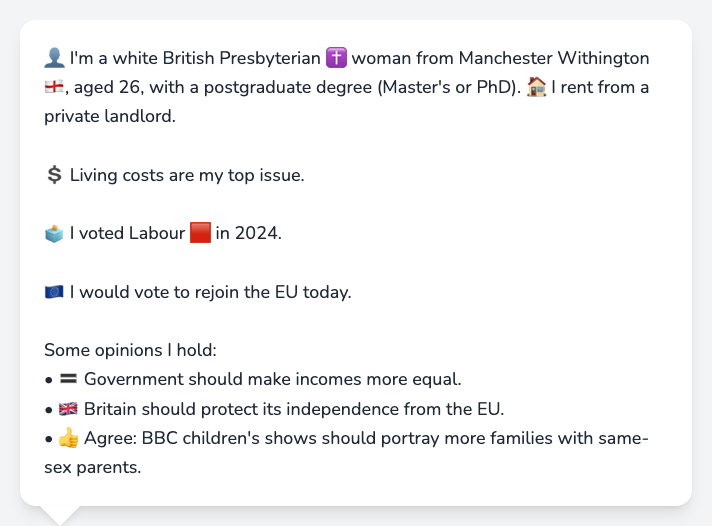 👤 I'm a white British Presbyterian ✝️ woman from Manchester Withington
🏴󠁧󠁢󠁥󠁮󠁧󠁿, aged 26, with a postgraduate degree (Master's or PhD). 🏠 I rent from a
private landlord.
💲 Living costs are my top issue.
🗳️ I voted Labour 🟥 in 2024.
🇪🇺 I would vote to rejoin the EU today.
Some opinions I hold:
• 🟰 Government should make incomes more equal.
• 🇬🇧 Britain should protect its independence from the EU.
• 👍 Agree: BBC children's shows should portray more families with same-
sex parents.